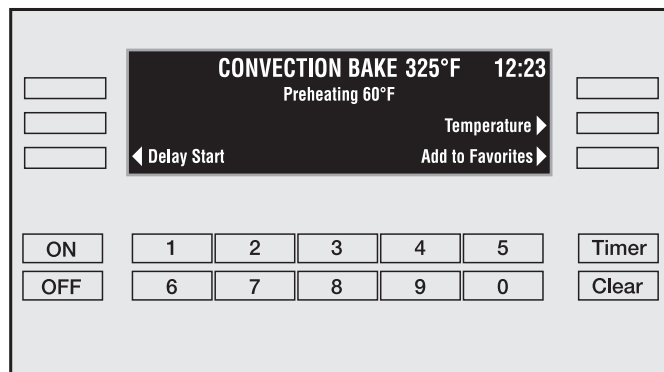 CONVECTION BAKE 325°F 12:23
Preheating 60°F
Temperature
Delay Start Add to Favorites
ON 1 2 3 4 5 Timer
OFF 6 7 8 9 0 Clear